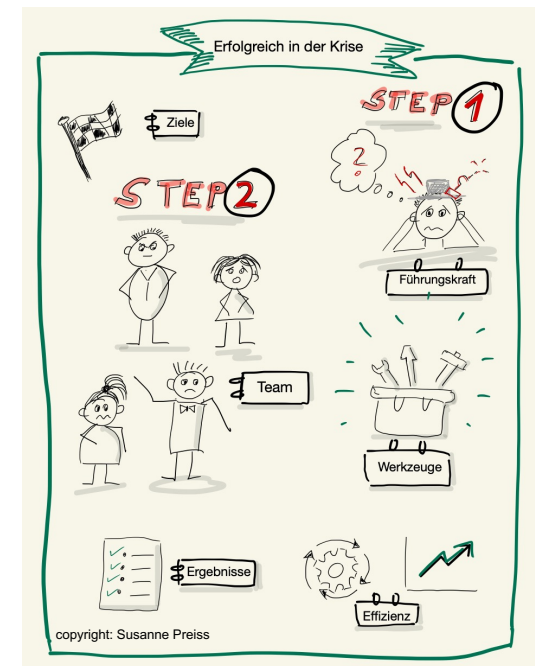 Erfolgreich in der Krise
STEP 1
Ziele
STEP 2
?
Führungskraft
Team
Werkzeuge
Ergebnisse
Effizienz
copyright: Susanne Preiss